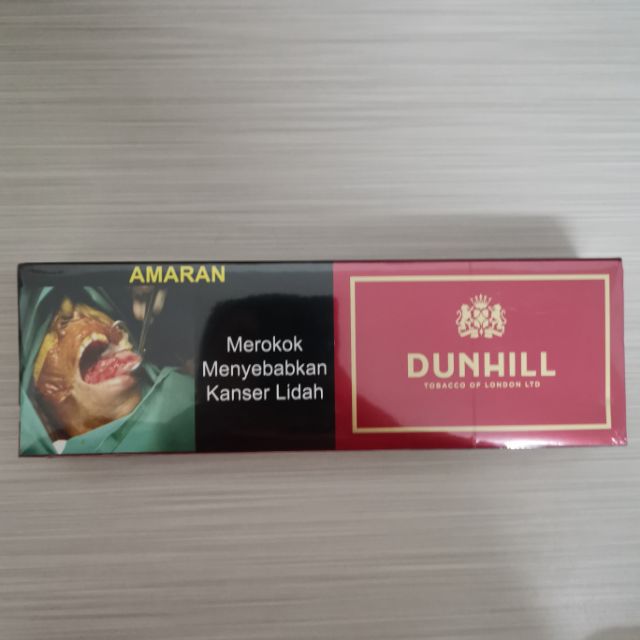 AMARAN
Merokok
Menyebabkan
Kanser Lidah
DUNHILL
TOBACCO OF LONDON LTD